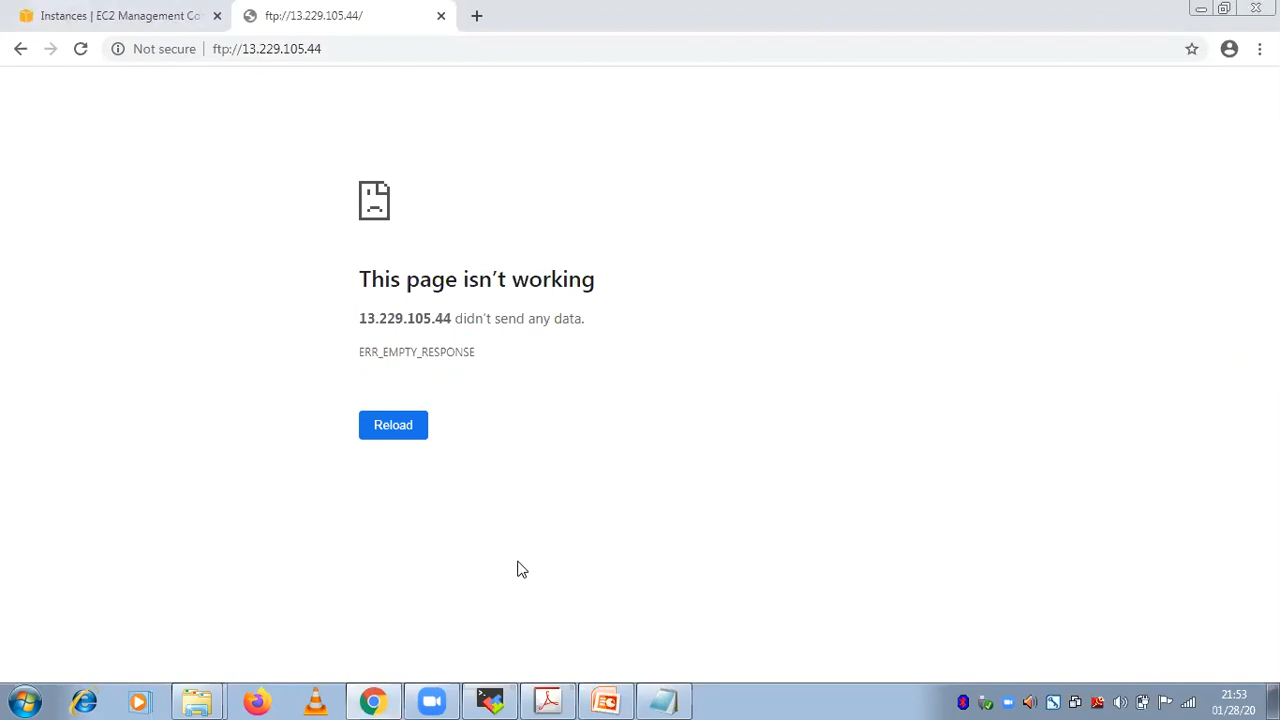 Instances | EC2 Management Co
ftp://13.229.105.44/
Not secure
ftp://13.229.105.44
This page isn't working
13.229.105.44 didn't send any data.
ERR_EMPTY_RESPONSE
Reload
21:53
01/28/20